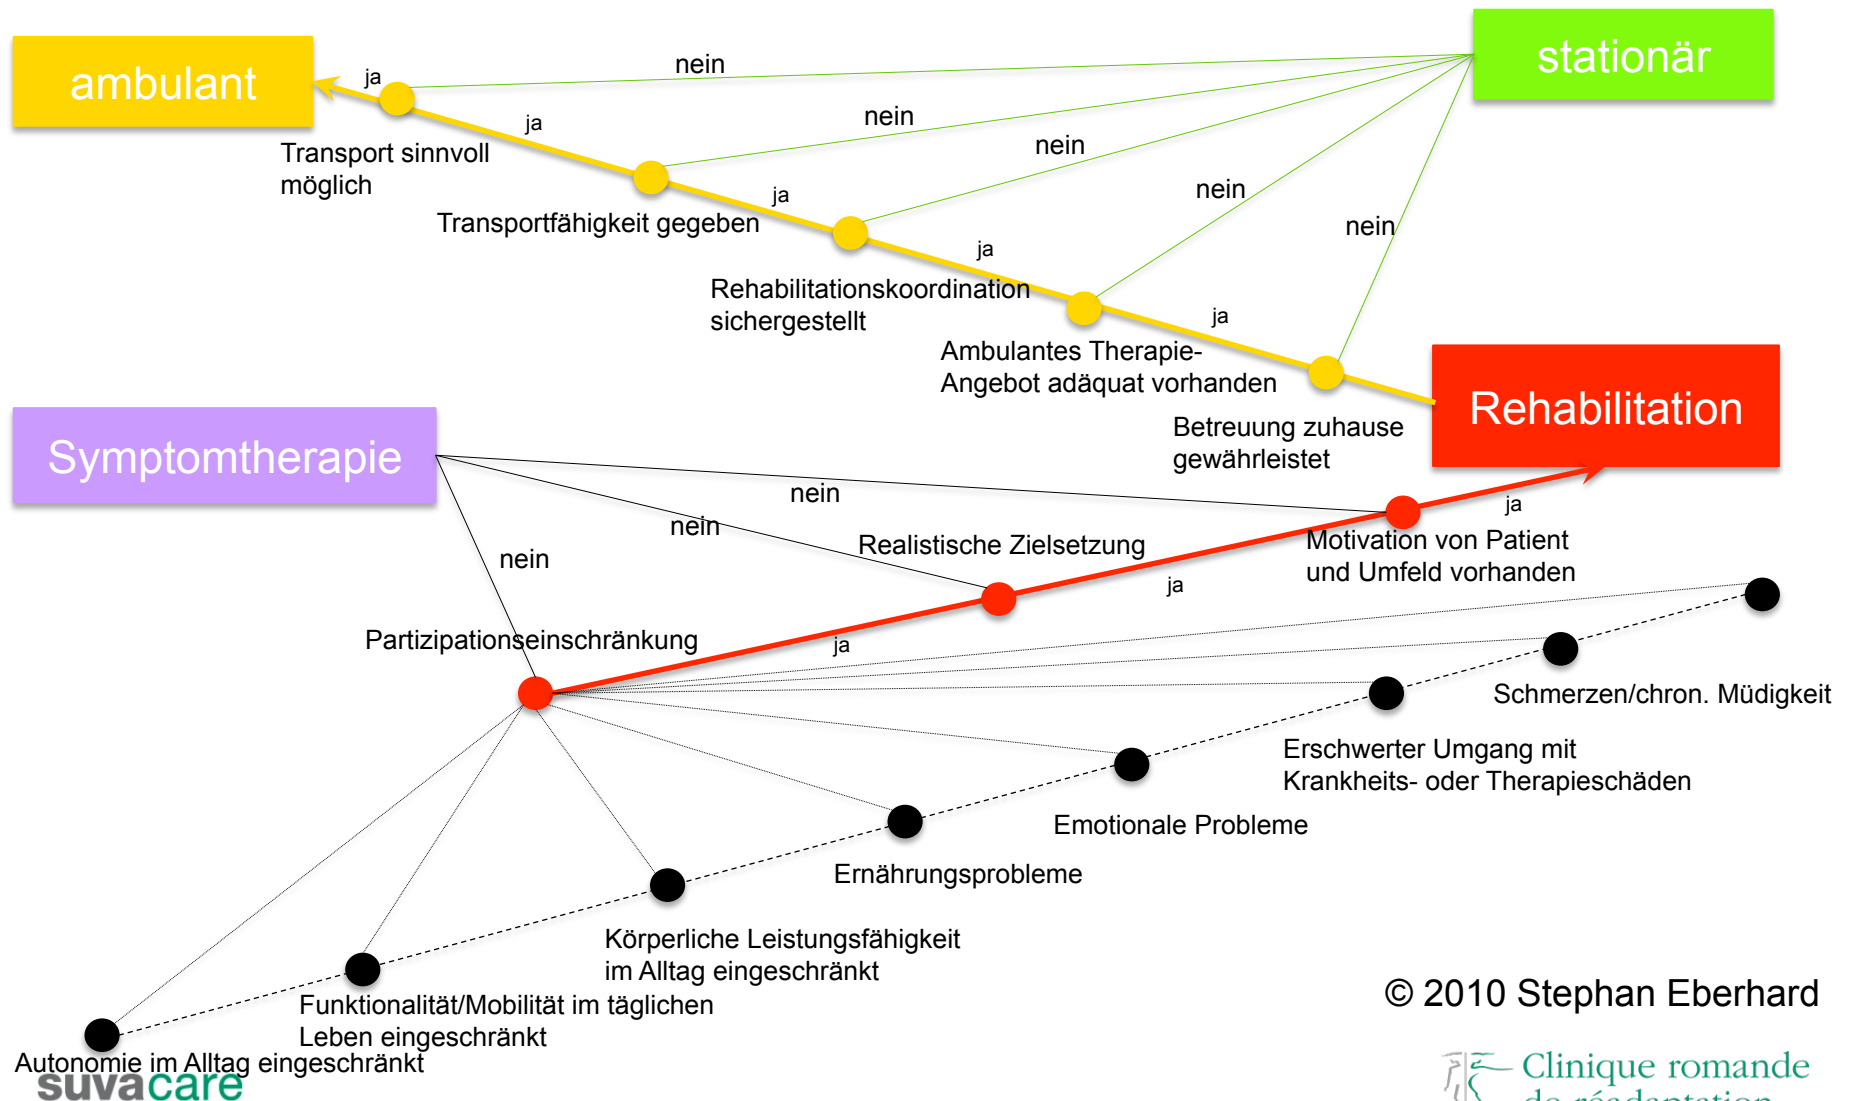 ambulant
stationär
ja
nein
ja
nein
Transport sinnvoll
möglich
nein
ja
nein
Transportfähigkeit gegeben
nein
ja
Rehabilitationskoordination
sichergestellt
ja
Ambulantes Therapie-
Angebot adäquat vorhanden
Betreuung zuhause
gewährleistet
Rehabilitation
Symptomtherapie
nein
nein
nein
ja
Realistische Zielsetzung
Motivation von Patient
und Umfeld vorhanden
ja
Partizipationseinschränkung
ja
Schmerzen/chron. Müdigkeit
Erschwerter Umgang mit
Krankheits- oder Therapieschäden
Emotionale Probleme
Ernährungsprobleme
Körperliche Leistungsfähigkeit
im Alltag eingeschränkt
Funktionalität/Mobilität im täglichen
Leben eingeschränkt
Autonomie im Alltag eingeschränkt
© 2010 Stephan Eberhard
suvacare
Clinique romande
de réadaptation